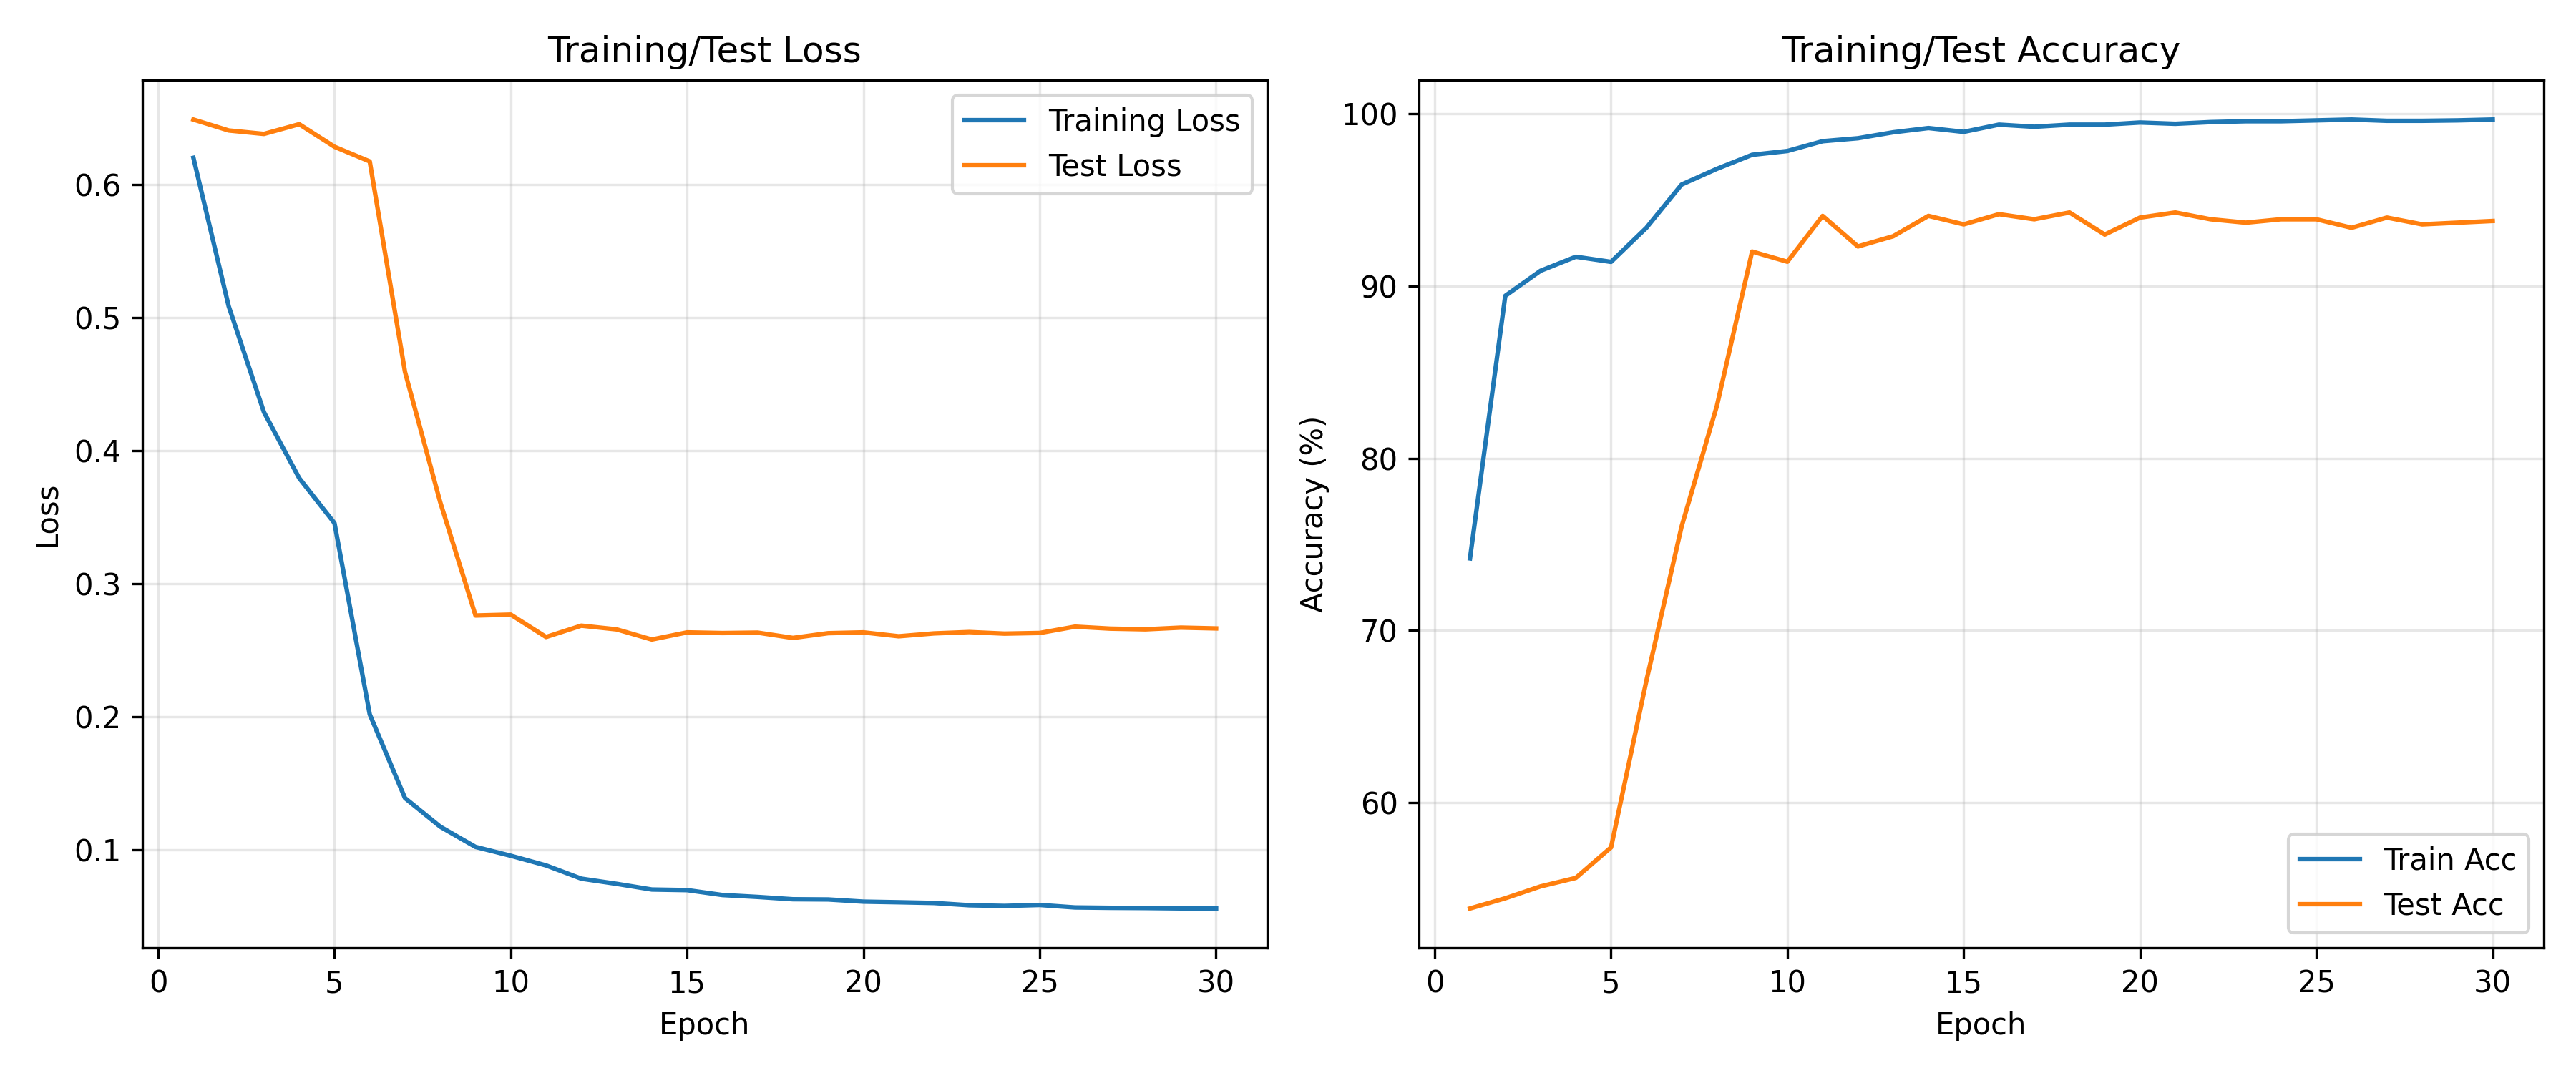 Training/Test Loss
Training Loss
Test Loss
Loss
0.6
0.5
0.4
0.3
0.2
0.1
0 5 10 15 20 25 30
Epoch
Training/Test Accuracy
Accuracy (%)
100
90
80
70
60
Train Acc
Test Acc
0 5 10 15 20 25 30
Epoch